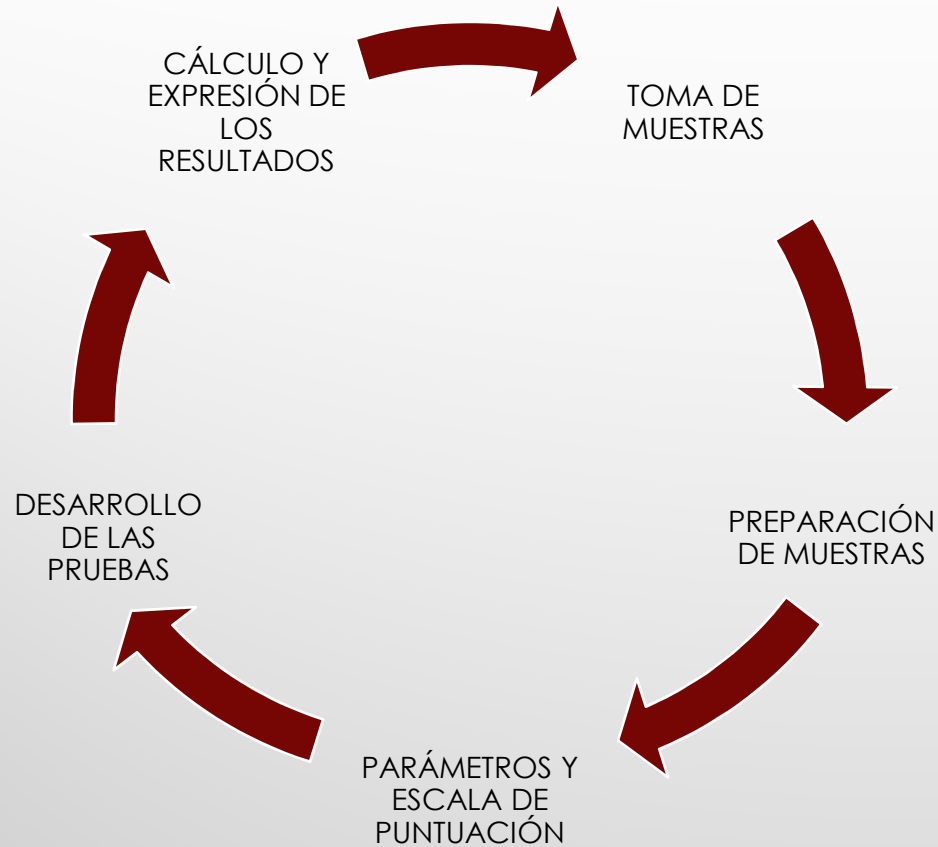 CÁLCULO Y
EXPRESIÓN DE
LOS
RESULTADOS
TOMA DE
MUESTRAS
PREPARACIÓN
DE MUESTRAS
PARÁMETROS Y
ESCALA DE
PUNTUACIÓN
DESARROLLO
DE LAS
PRUEBAS